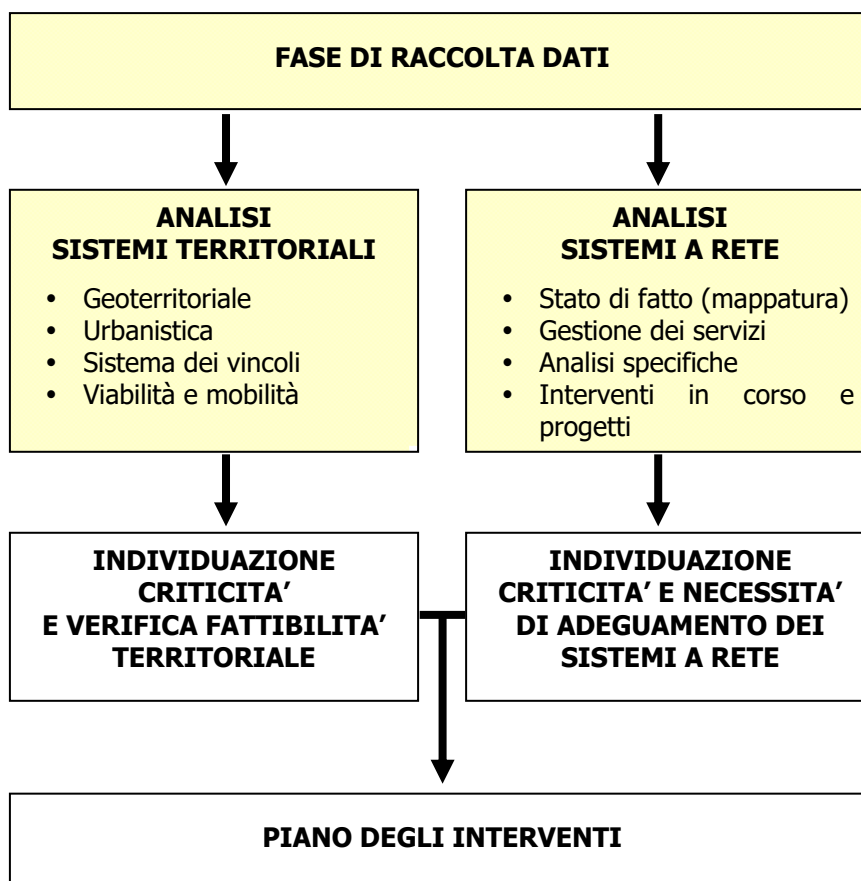 FASE DI RACCOLTA DATI
ANALISI
SISTEMI TERRITORIALI
• Geoterritoriale
• Urbanistica
• Sistema dei vincoli
• Viabilità e mobilità
ANALISI
SISTEMI A RETE
• Stato di fatto (mappatura)
• Gestione dei servizi
• Analisi specifiche
• Interventi in corso e
progetti
INDIVIDUAZIONE
CRITICITA’
E VERIFICA FATTIBILITA’
TERRITORIALE
INDIVIDUAZIONE
CRITICITA’ E NECESSITA’
DI ADEGUAMENTO DEI
SISTEMI A RETE
PIANO DEGLI INTERVENTI